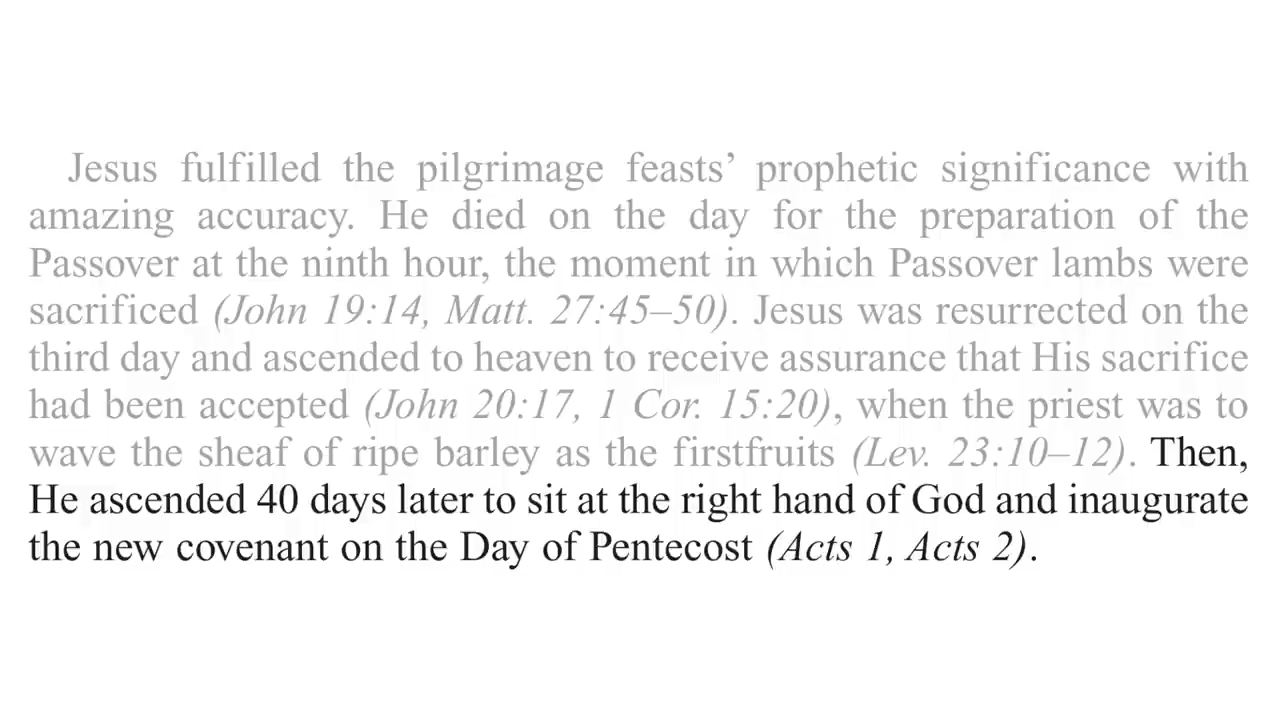 Jesus fulfilled the pilgrimage feasts’ prophetic significance with
amazing accuracy. He died on the day for the preparation of the
Passover at the ninth hour, the moment in which Passover lambs were
sacrificed (John 19:14, Matt. 27:45–50). Jesus was resurrected on the
third day and ascended to heaven to receive assurance that His sacrifice
had been accepted (John 20:17, 1 Cor. 15:20), when the priest was to
wave the sheaf of ripe barley as the firstfruits (Lev. 23:10–12). Then,
He ascended 40 days later to sit at the right hand of God and inaugurate
the new covenant on the Day of Pentecost (Acts 1, Acts 2).